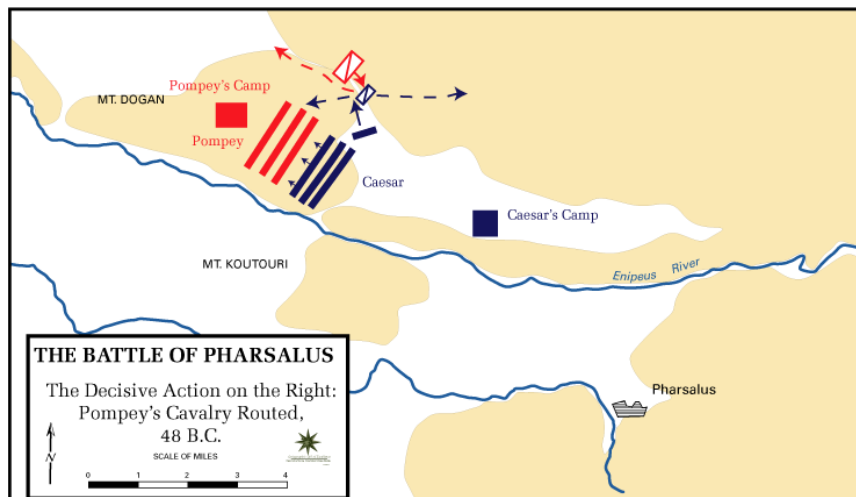 MT. DOGAN
Pompey's Camp
Pompey
Caesar
Caesar's Camp
MT. KOUTOURI
Enipeus River
Pharsalus
THE BATTLE OF PHARSALUS
The Decisive Action on the Right:
Pompey's Cavalry Routed,
48 B.C.
N
SCALE OF MILES
0 1 2 3 4